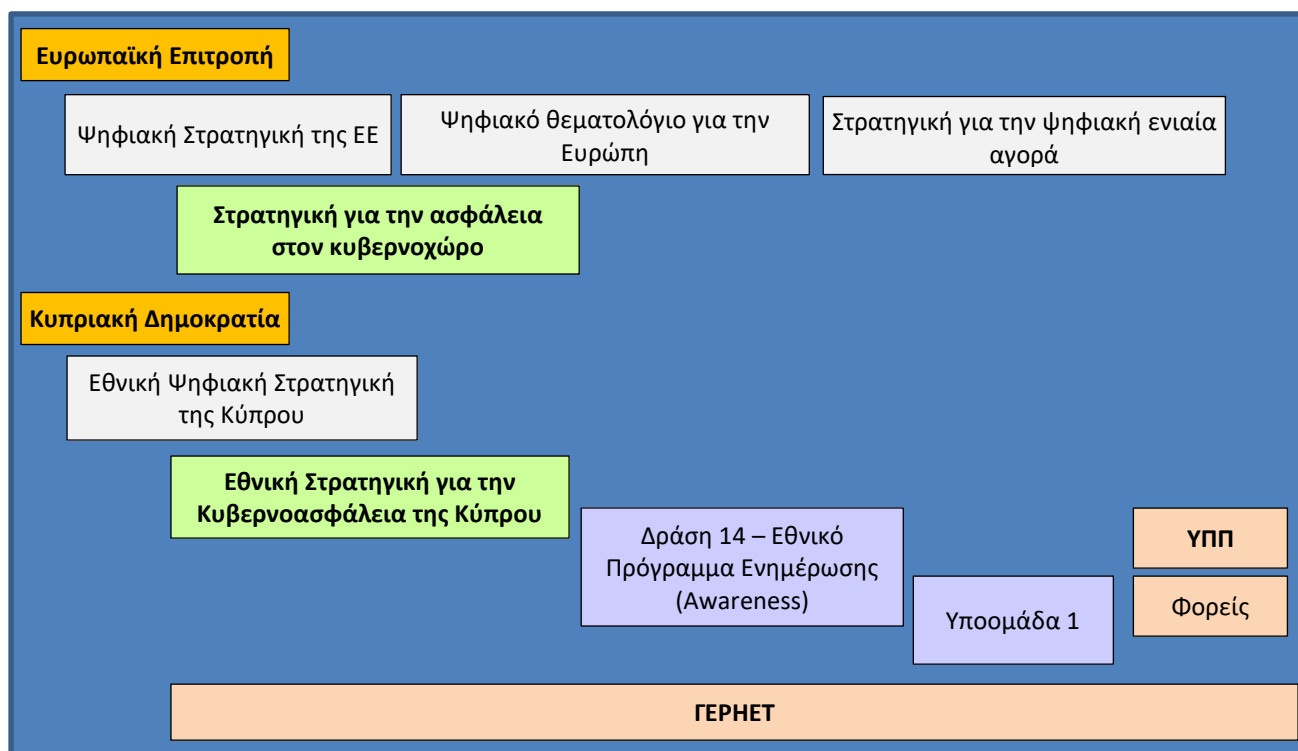 Ευρωπαϊκή Επιτροπή
Ψηφιακή Στρατηγική της ΕΕ
Ψηφιακό θεματολόγιο για την
Ευρώπη
Στρατηγική για την ψηφιακή ενιαία
αγορά
Στρατηγική για την ασφάλεια
στον κυβερνοχώρο
Κυπριακή Δημοκρατία
Εθνική Ψηφιακή Στρατηγική
της Κύπρου
Εθνική Στρατηγική για την
Κυβερνοασφάλεια της Κύπρου
Δράση 14 – Εθνικό
Πρόγραμμα Ενημέρωσης
(Awareness)
Υποομάδα 1
ΥΠΠ
Φορείς
ΓΕΡΗΕΤ